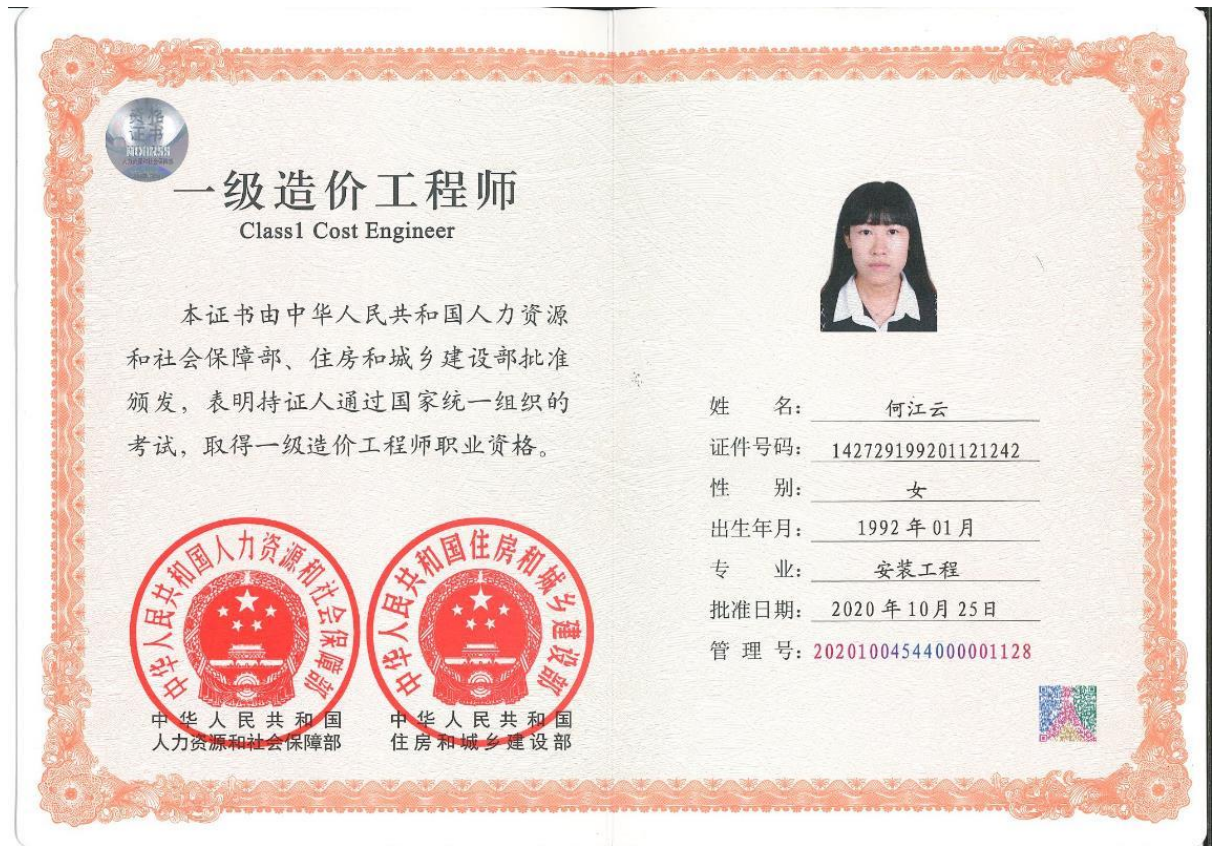 资格
证书
MOHRSS
一级造价工程师
Class1 Cost Engineer
本证书由中华人民共和国人力资源
和社会保障部、住房和城乡建设部批准
颁发，表明持证人通过国家统一组织的
考试，取得一级造价工程师职业资格。
中华人民共和国人力资源和社会保障部
中华人民共和国住房和城乡建设部
中华人民共和国
人力资源和社会保障部
中华人民共和国
住房和城乡建设部
姓 名： 何江云
证件号码： 142729199201121242
性 别： 女
出生年月： 1992年01月
专 业： 安装工程
批准日期： 2020年10月25日
管 理 号：20201004544000001128